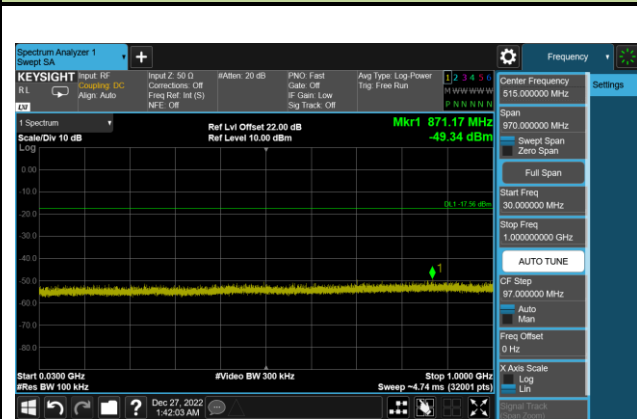 Spectrum Analyzer 1
Swept SA
Frequency
KEYSIGHT
RL
Input: RF
Coupling: DC
Align: Auto
Input Z: 50 Ω
Corrections: Off
Freq Ref: Int (S)
NFE: Off
#Atten: 20 dB
PNO: Fast
Gate: Off
IF Gain: Low
Sig Track: Off
Avg Type: Log-Power
Trig: Free Run
1 2 3 4 5 6
M W W W W W
P N N N N N
LXI
1 Spectrum
Scale/Div 10 dB
Ref Lvl Offset 22.00 dB
Ref Level 10.00 dBm
Mkr1 871.17 MHz
-49.34 dBm
Log
0.00
-10.0
-20.0
-30.0
-40.0
-50.0
-60.0
-70.0
-80.0
DL1 -17.56 dBm
1
Start 0.0300 GHz
#Res BW 100 kHz
#Video BW 300 kHz
Stop 1.0000 GHz
Sweep ~4.74 ms (32001 pts)
Center Frequency
515.000000 MHz
Settings
Span
970.000000 MHz
Swept Span
Zero Span
Full Span
Start Freq
30.000000 MHz
Stop Freq
1.000000000 GHz
AUTO TUNE
CF Step
97.000000 MHz
Auto
Man
Freq Offset
0 Hz
X Axis Scale
Log
Lin
Signal Track
(Span Zoom)
?
Dec 27, 2022
1:42:03 AM